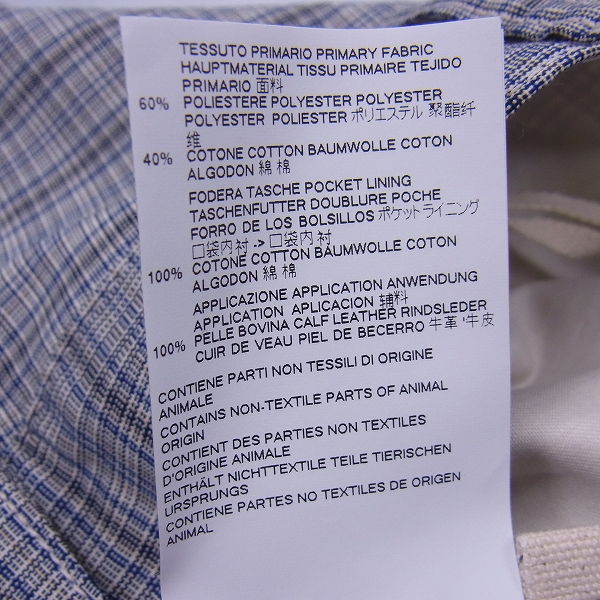 TESSUTO PRIMARIO PRIMARY FABRIC
HAUPTMATERIAL TISSU PRIMAIRE TEJIDO
PRIMARIO 面料
60% POLIESTERE POLYESTER POLYESTER
POLYESTER POLIESTER ポリエステル 聚酯纤
维
40% COTONE COTTON BAUMWOLLE COTON
ALGODON 綿 棉
FODERA TASCHE POCKET LINING
TASCHENFUTTER DOUBLURE POCHE
FORRO DE LOS BOLSILLOS ポケットライニング
口袋内衬 -> 口袋内衬
100% COTONE COTTON BAUMWOLLE COTON
ALGODON 綿 棉
APPLICAZIONE APPLICATION ANWENDUNG
APPLICATION APLICACION 辅料
100% PELLE BOVINA CALF LEATHER RINDSLEDER
CUIR DE VEAU PIEL DE BECERRO 牛革 '牛皮
CONTIENE PARTI NON TESSILI DI ORIGINE
ANIMALE
CONTAINS NON-TEXTILE PARTS OF ANIMAL
ORIGIN
CONTIENT DES PARTIES NON TEXTILES
D'ORIGINE ANIMALE
ENTHÄLT NICHTTEXTILE TEILE TIERISCHEN
URSPRUNGS
CONTIENE PARTES NO TEXTILES DE ORIGEN
ANIMAL